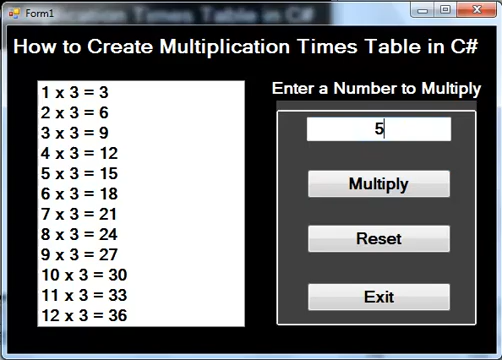 Form1
How to Create Multiplication Times Table in C#
Enter a Number to Multiply
1 x 3 = 3
2 x 3 = 6
3 x 3 = 9
4 x 3 = 12
5 x 3 = 15
6 x 3 = 18
7 x 3 = 21
8 x 3 = 24
9 x 3 = 27
10 x 3 = 30
11 x 3 = 33
12 x 3 = 36
5
Multiply
Reset
Exit